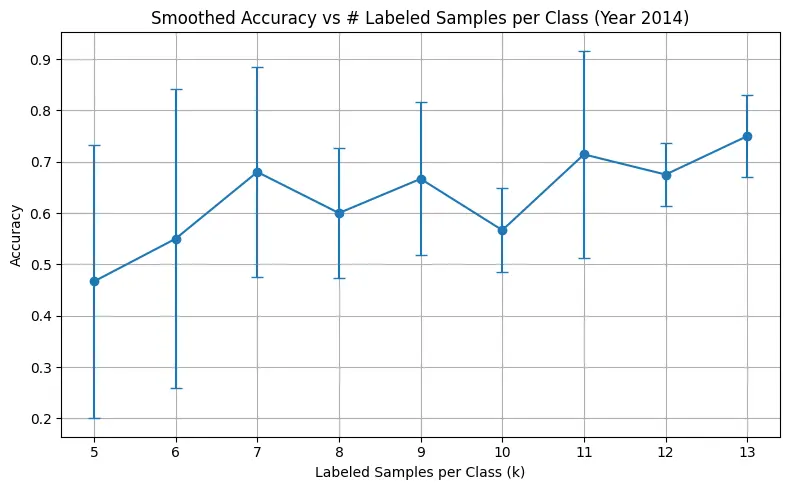 Smoothed Accuracy vs # Labeled Samples per Class (Year 2014)
Accuracy
0.9
0.8
0.7
0.6
0.5
0.4
0.3
0.2
5 6 7 8 9 10 11 12 13
Labeled Samples per Class (k)